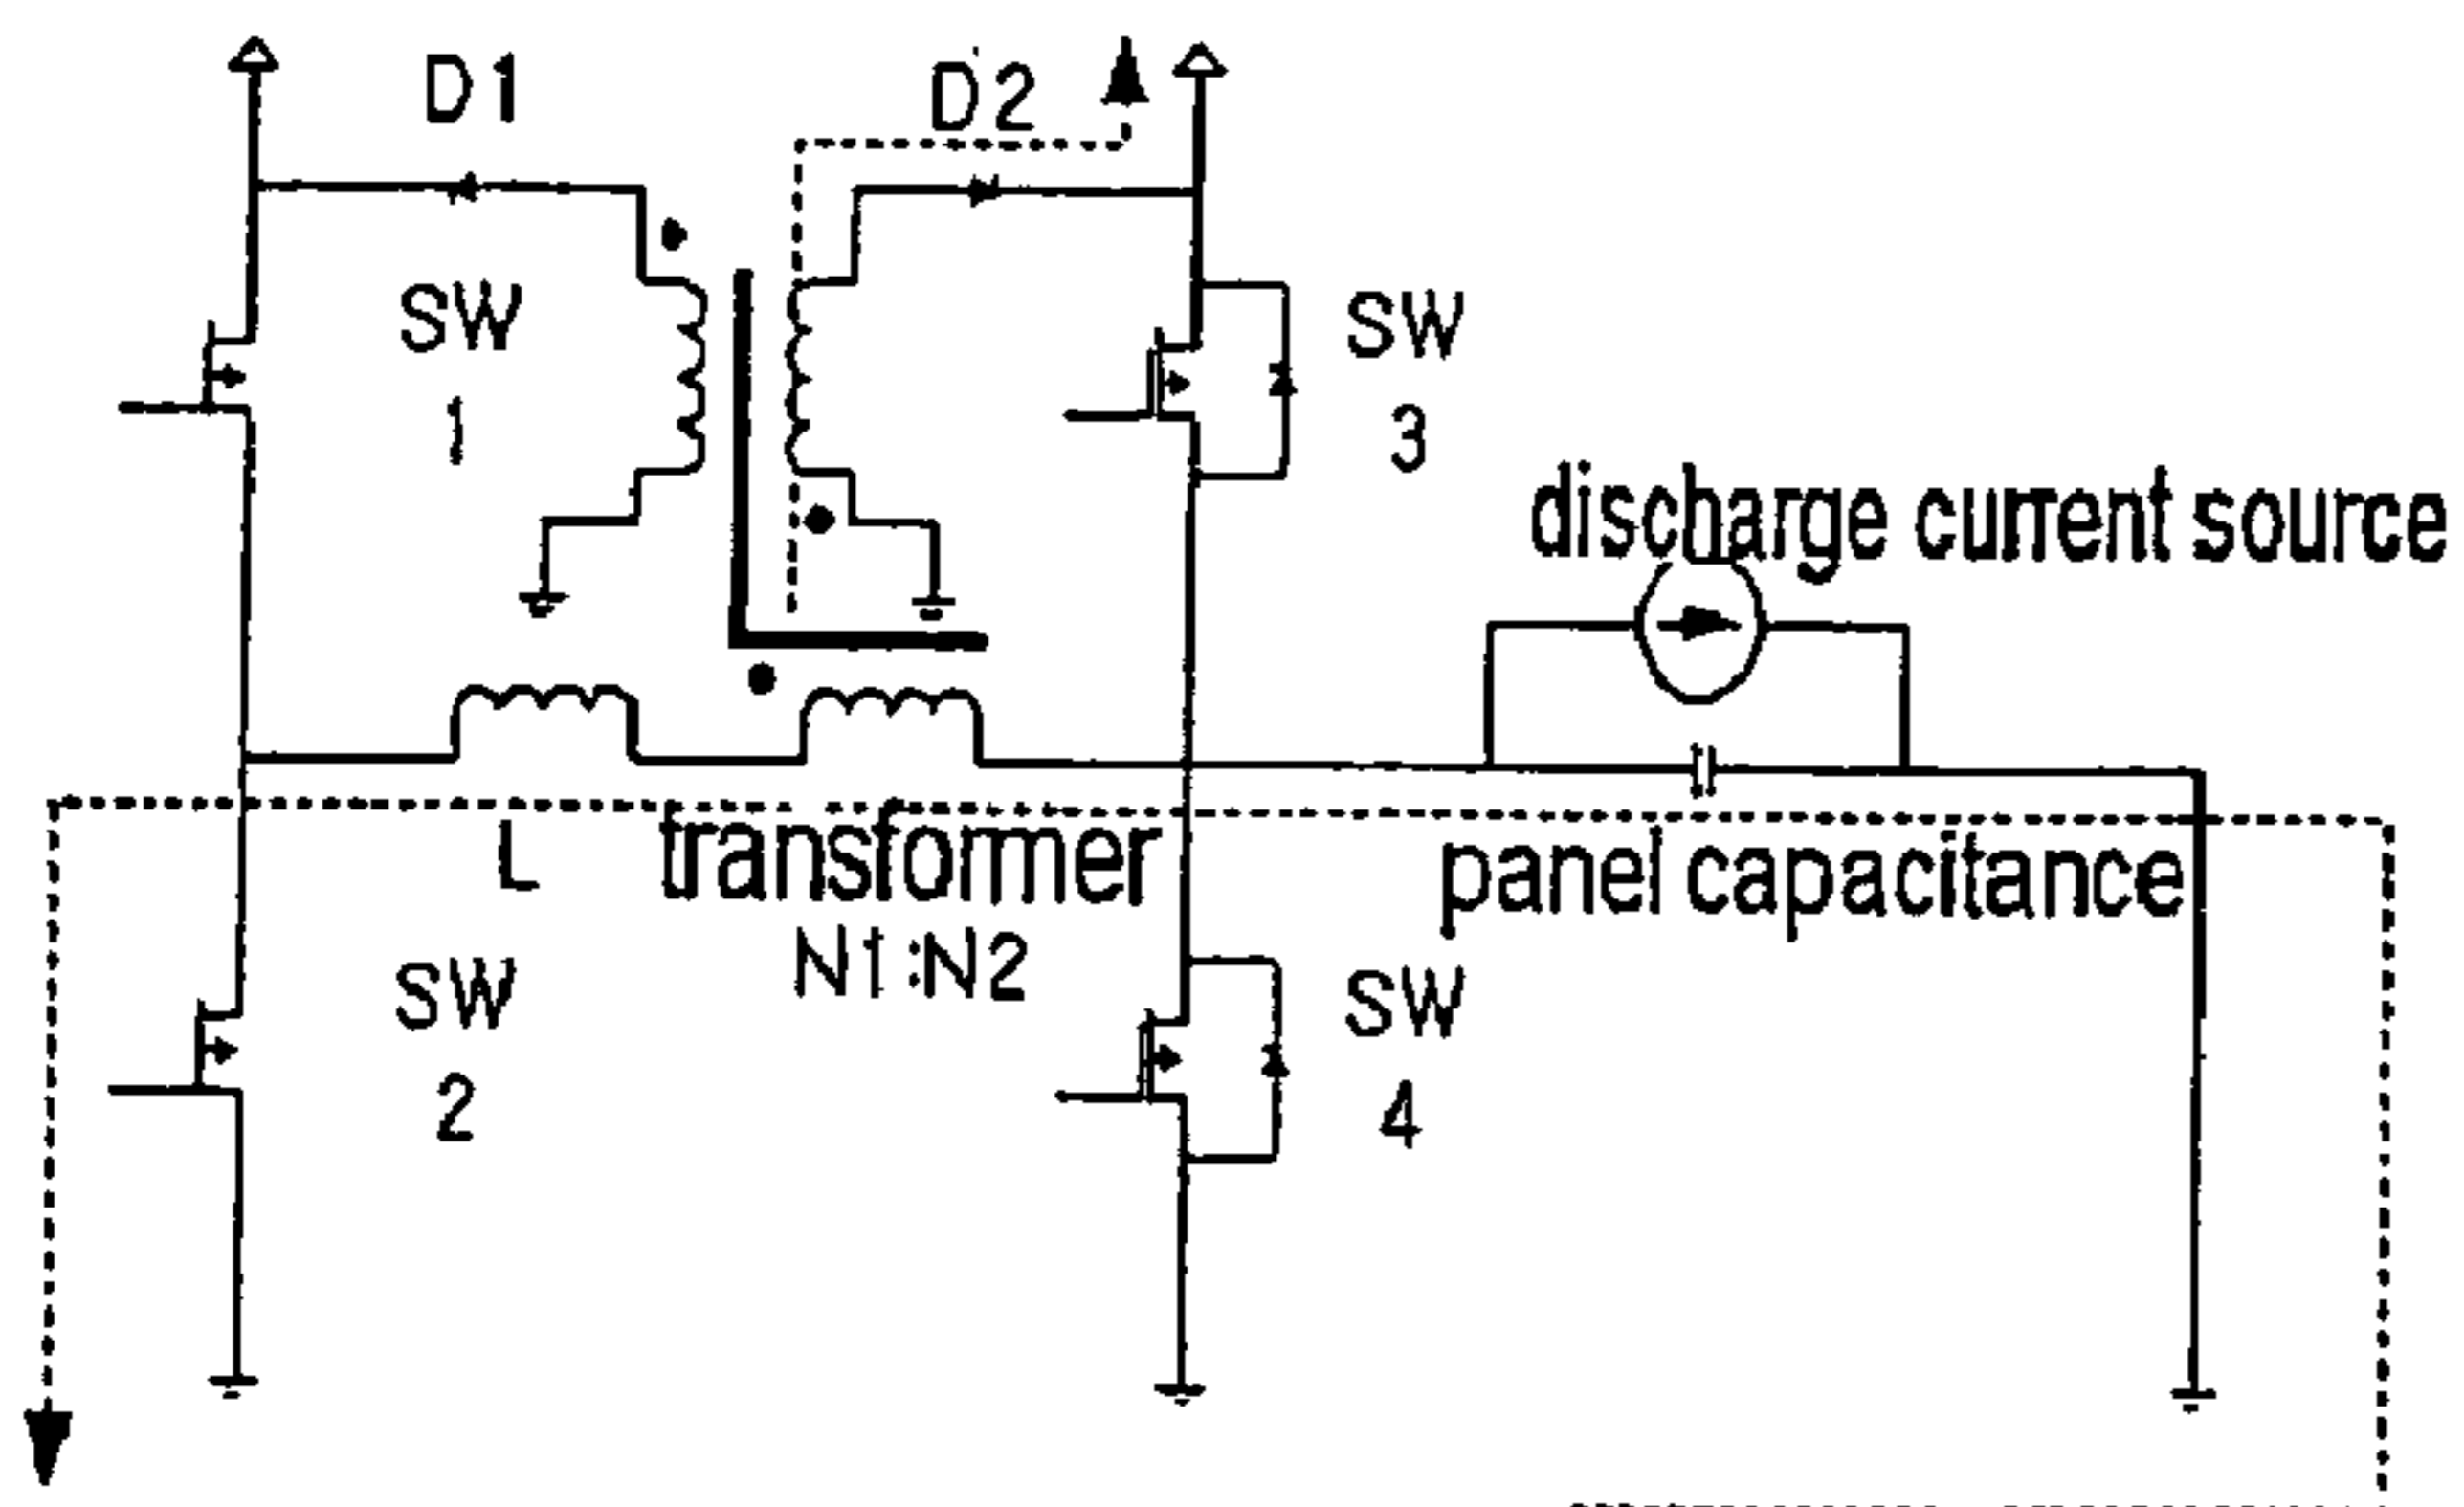 D1
D2
SW
1
SW
3
discharge current source
L
transformer
N1:N2
panel capacitance
SW
2
SW
4